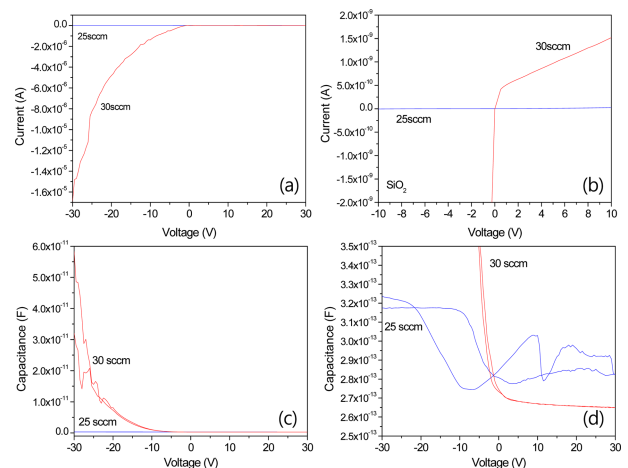 0.0
-2.0x10⁻⁶
-4.0x10⁻⁶
-6.0x10⁻⁶
-8.0x10⁻⁶
-1.0x10⁻⁵
-1.2x10⁻⁵
-1.4x10⁻⁵
-1.6x10⁻⁵
Current (A)
25sccm
30sccm
(a)
-30 -20 -10 0 10 20 30
Voltage (V)
2.0x10⁻⁹
1.5x10⁻⁹
1.0x10⁻⁹
5.0x10⁻¹⁰
0.0
-5.0x10⁻¹⁰
-1.0x10⁻⁹
-1.5x10⁻⁹
-2.0x10⁻⁹
Current (A)
30sccm
25sccm
SiO₂
(b)
-10 -8 -6 -4 -2 0 2 4 6 8 10
Voltage (V)
6.0x10⁻¹¹
5.0x10⁻¹¹
4.0x10⁻¹¹
3.0x10⁻¹¹
2.0x10⁻¹¹
1.0x10⁻¹¹
0.0
Capacitance (F)
30 sccm
25 sccm
(c)
-30 -20 -10 0 10 20 30
Voltage (V)
3.5x10⁻¹³
3.4x10⁻¹³
3.3x10⁻¹³
3.2x10⁻¹³
3.1x10⁻¹³
3.0x10⁻¹³
2.9x10⁻¹³
2.8x10⁻¹³
2.7x10⁻¹³
2.6x10⁻¹³
2.5x10⁻¹³
Capacitance (F)
30 sccm
25 sccm
(d)
-30 -20 -10 0 10 20 30
Voltage (V)